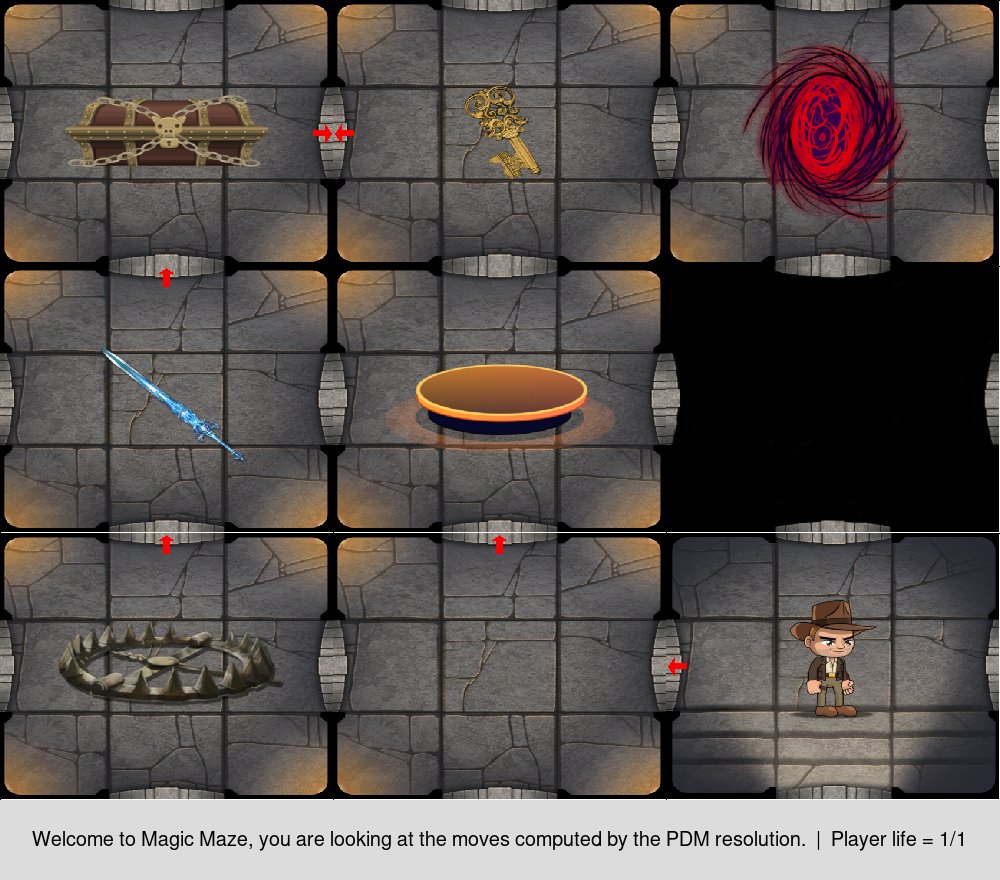 Welcome to Magic Maze, you are looking at the moves computed by the PDM resolution.  |  Player life = 1/1